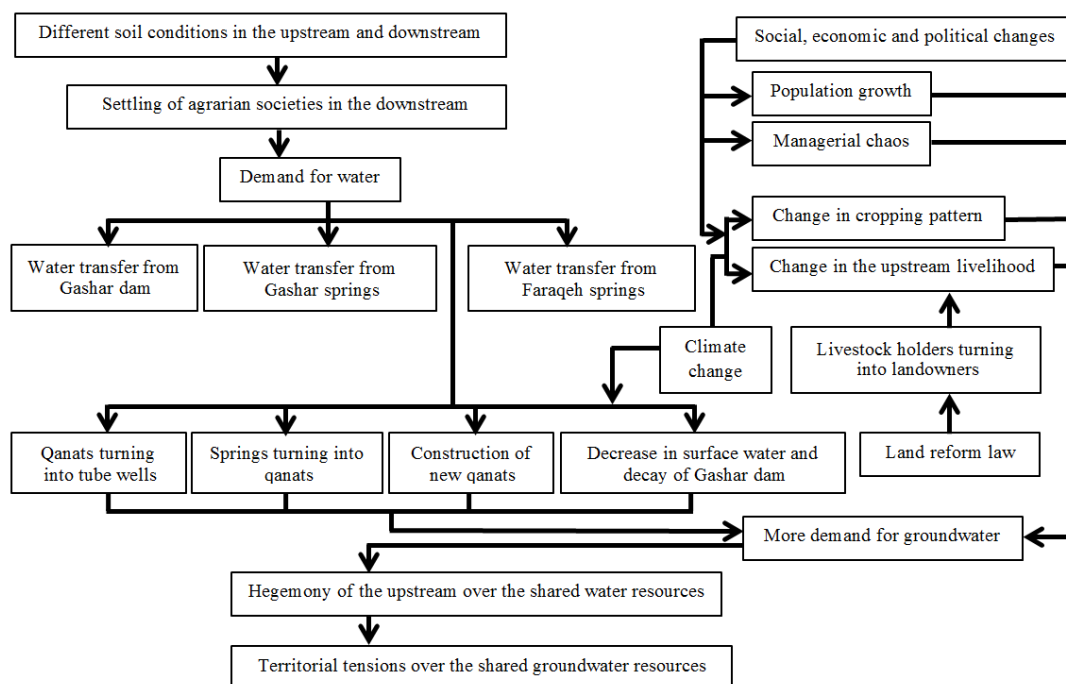 Different soil conditions in the upstream and downstream
Settling of agrarian societies in the downstream
Demand for water
Water transfer from
Gashar dam
Water transfer from
Gashar springs
Water transfer from
Faraqeh springs
Social, economic and political changes
Population growth
Managerial chaos
Change in cropping pattern
Change in the upstream livelihood
Climate
change
Livestock holders turning
into landowners
Land reform law
Qanats turning
into tube wells
Springs turning into
qanats
Construction of
new qanats
Decrease in surface water and
decay of Gashar dam
More demand for groundwater
Hegemony of the upstream over the shared water resources
Territorial tensions over the shared groundwater resources